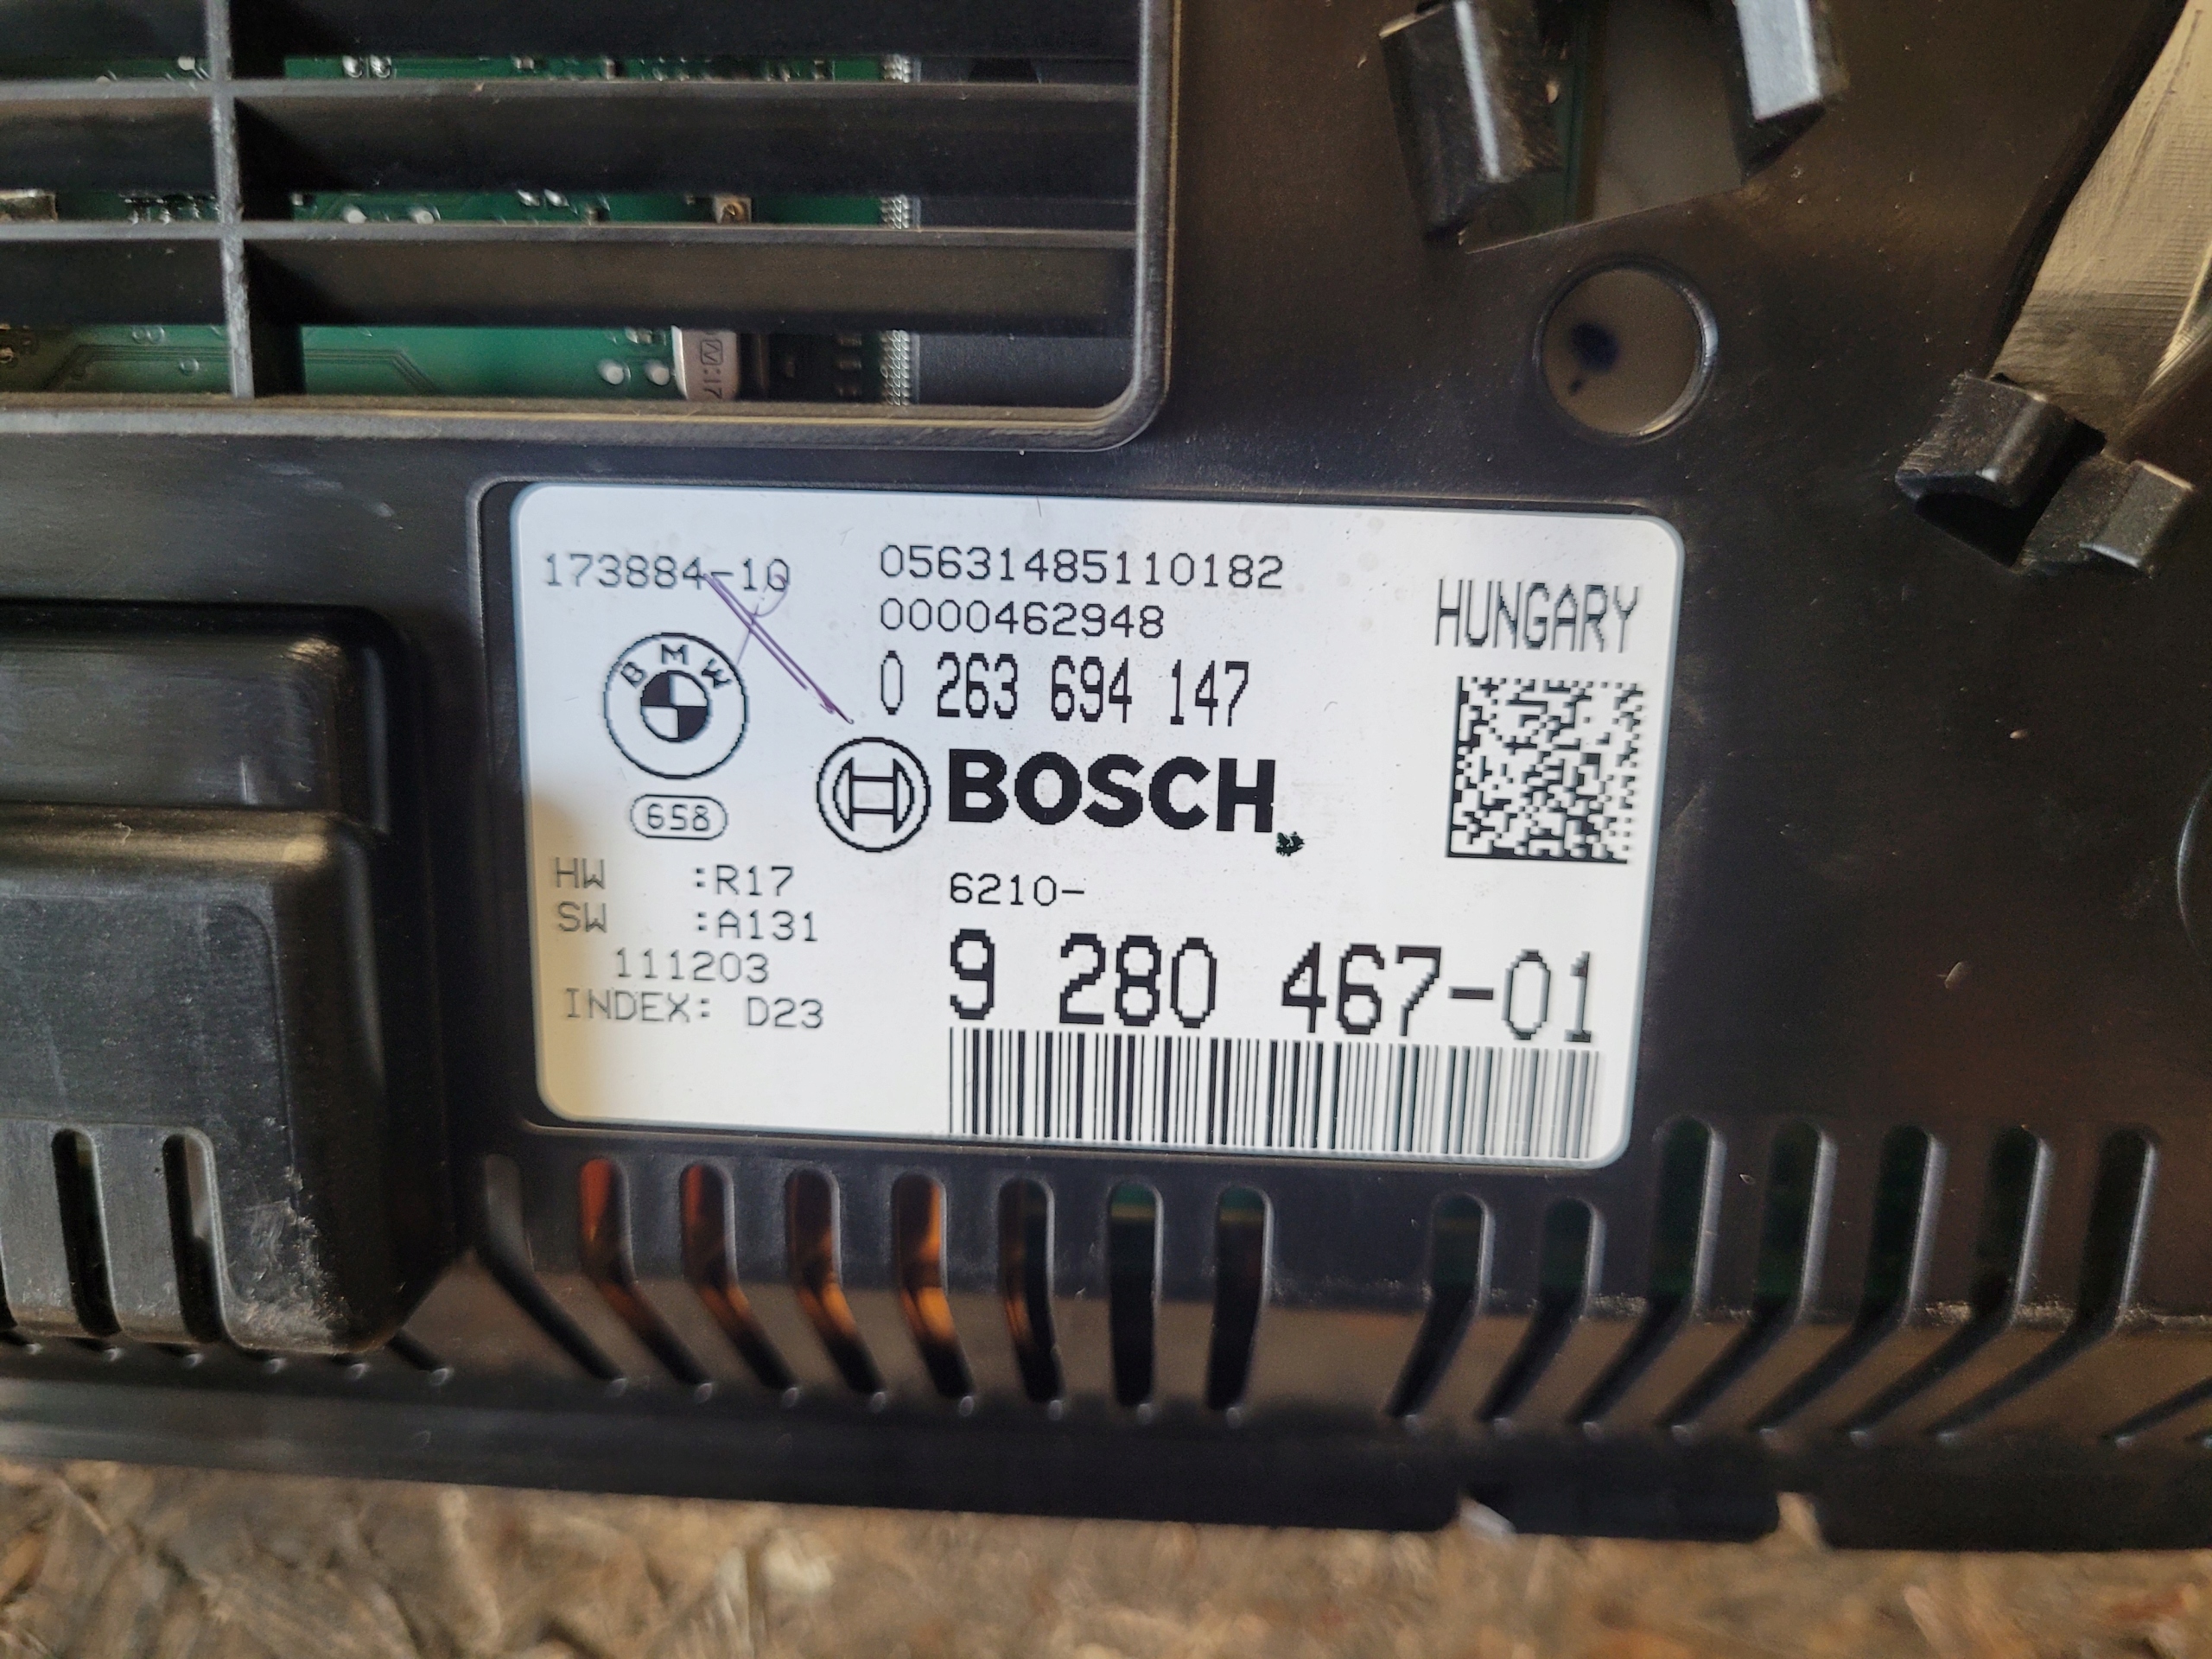 W:17
173884-10
05631485110182
0000462948
HUNGARY
0 263 694 147
BMW
BOSCH
658
HW :R17
6210-
SW :A131
111203
9 280 467-01
INDEX: D23